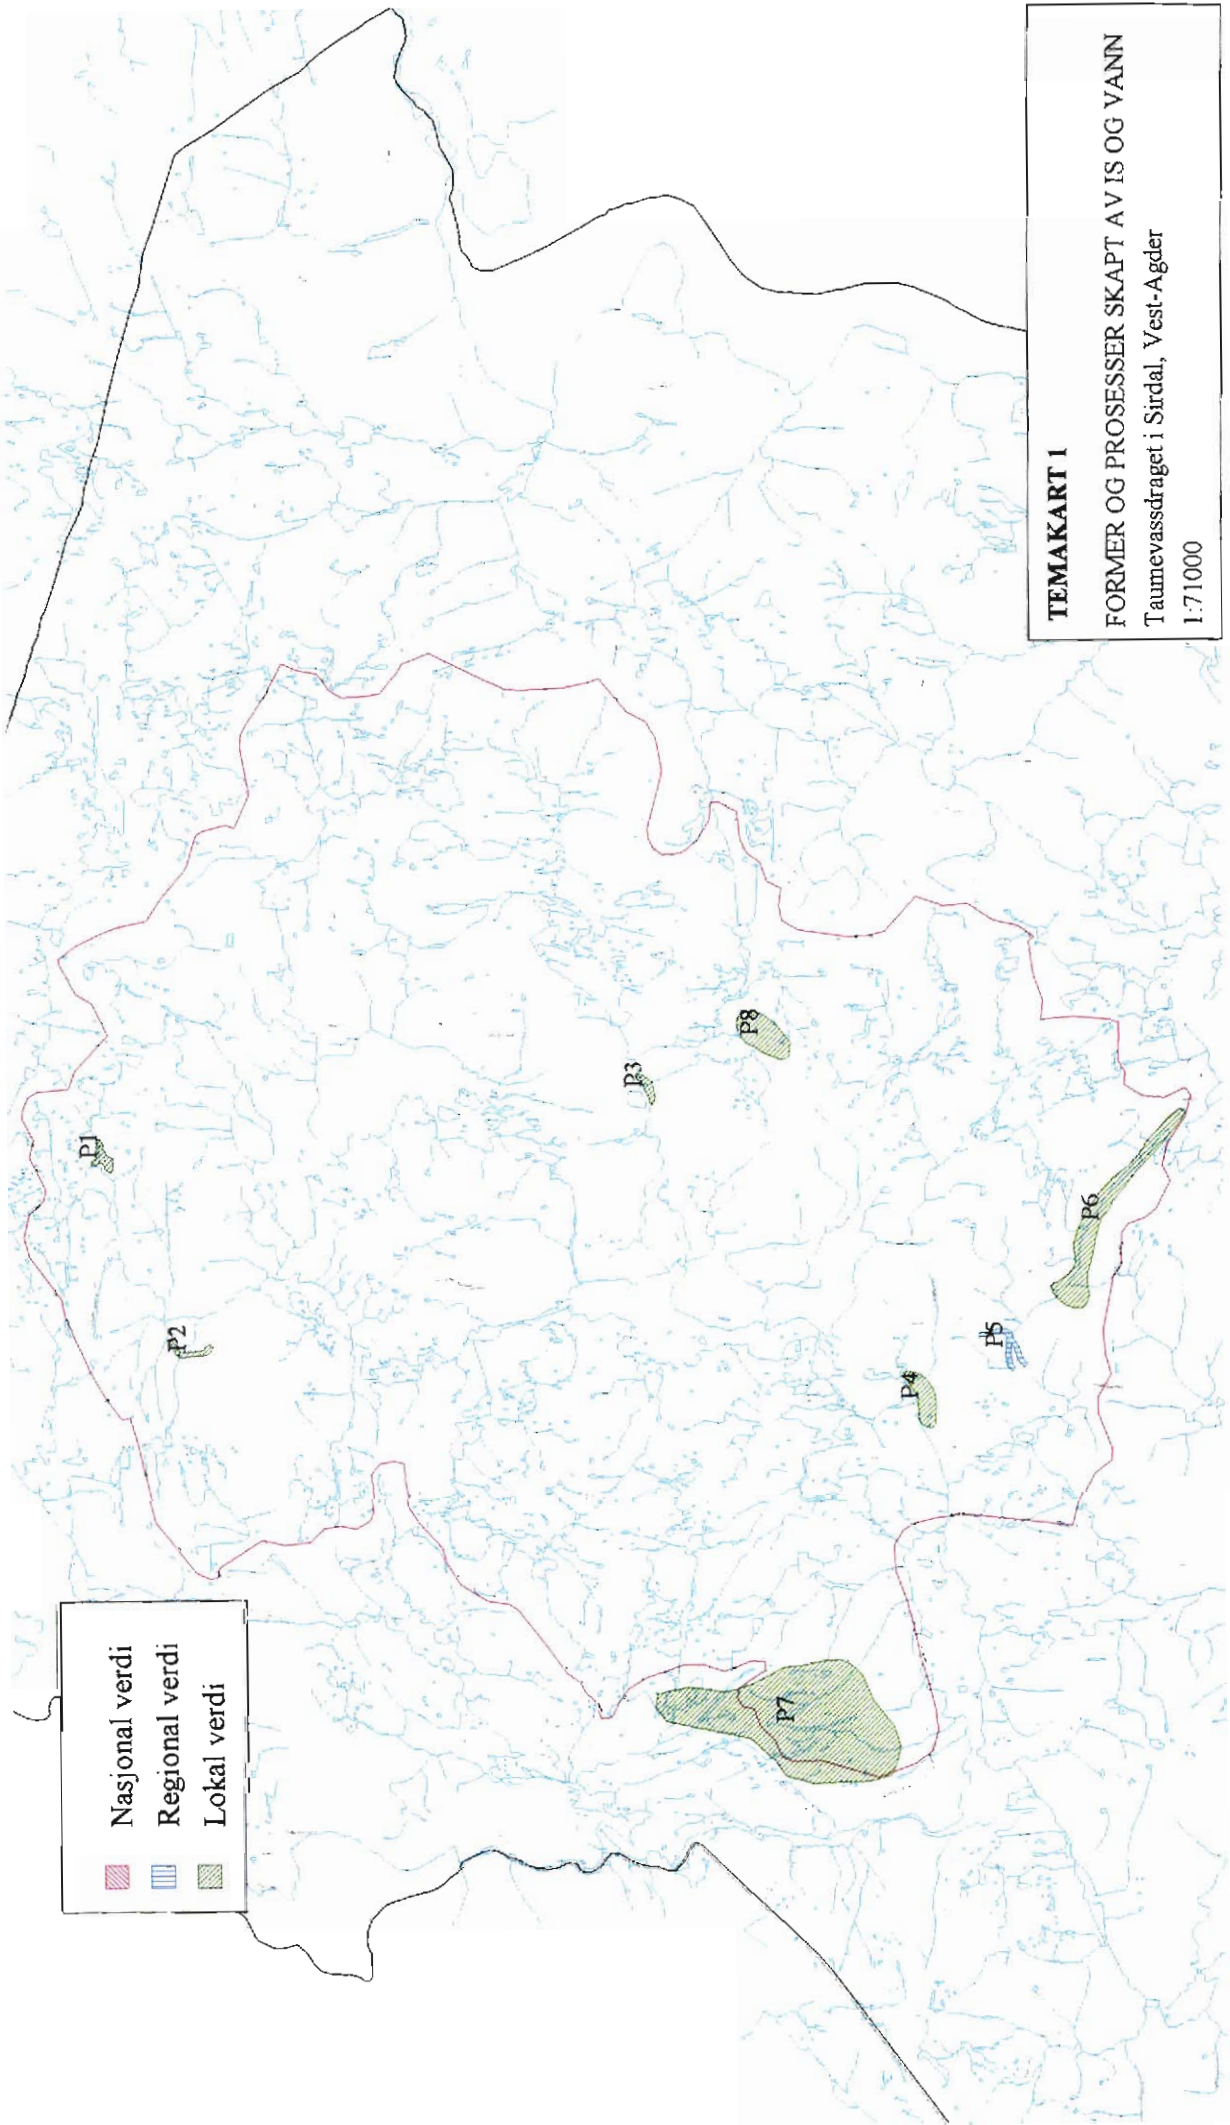 Nasjonal verdi
Regional verdi
Lokal verdi
P1
P2
P3
P8
P4
P5
P6
P7
TEMAKART 1
FORMER OG PROSESSER SKAPT AV IS OG VANN
Taumevassdraget i Sirdal, Vest-Agder
1:71000